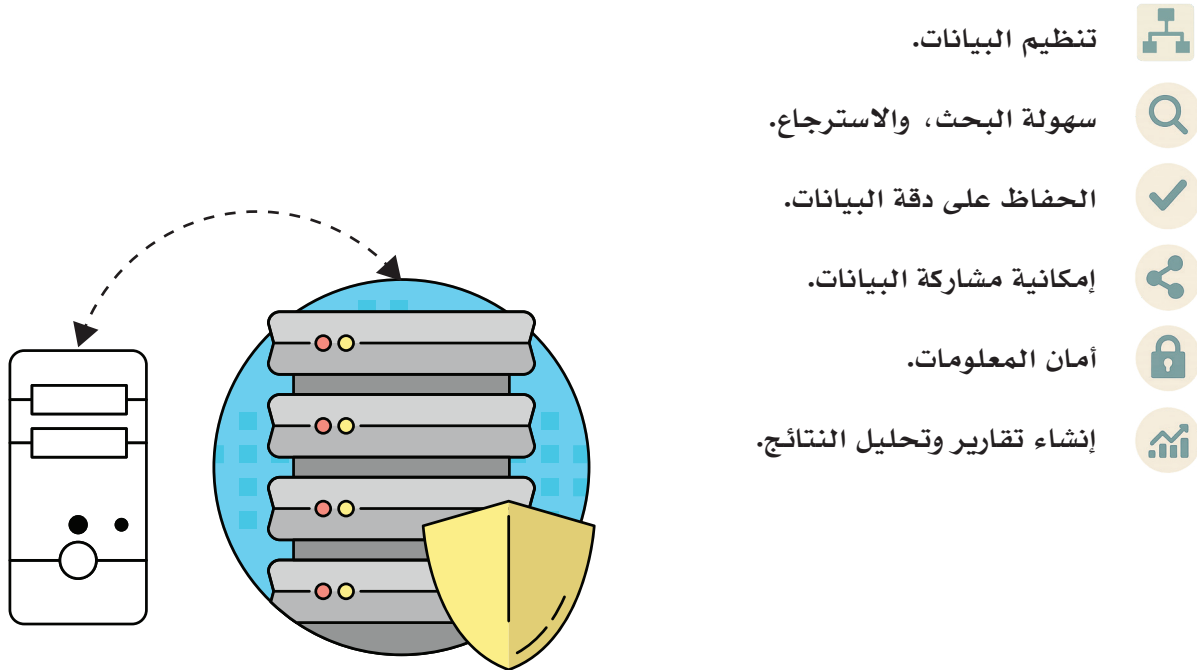 تنظيم البيانات.
سهولة البحث، والاسترجاع.
الحفاظ على دقة البيانات.
إمكانية مشاركة البيانات.
أمان المعلومات.
إنشاء تقارير وتحليل النتائج.